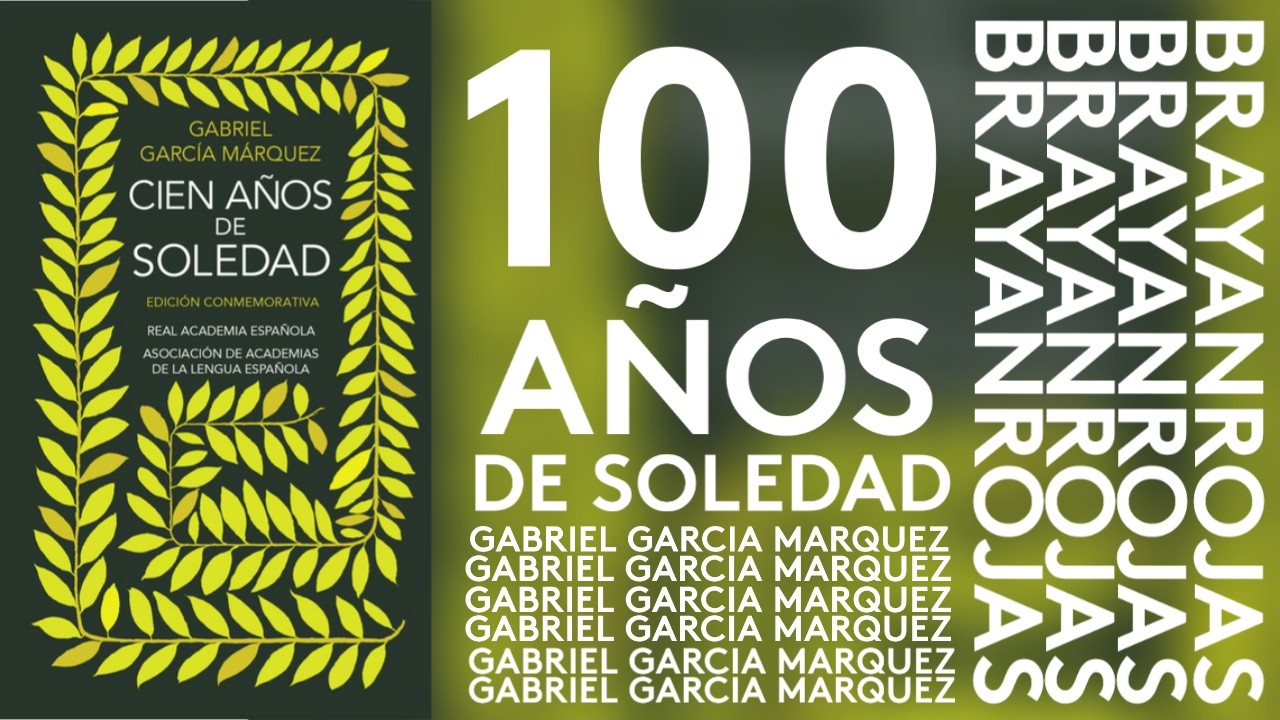 GABRIEL
GARCÍA MÁRQUEZ
CIEN AÑOS
DE
SOLEDAD
EDICIÓN CONMEMORATIVA
REAL ACADEMIA ESPAÑOLA
ASOCIACIÓN DE ACADEMIAS
DE LA LENGUA ESPAÑOLA
100
AÑOS
DE SOLEDAD
GABRIEL GARCIA MARQUEZ
GABRIEL GARCIA MARQUEZ
GABRIEL GARCIA MARQUEZ
GABRIEL GARCIA MARQUEZ
GABRIEL GARCIA MARQUEZ
GABRIEL GARCIA MARQUEZ
BRAYANROJAS
BRAYANROJAS
BRAYANROJAS
BRAYANROJAS